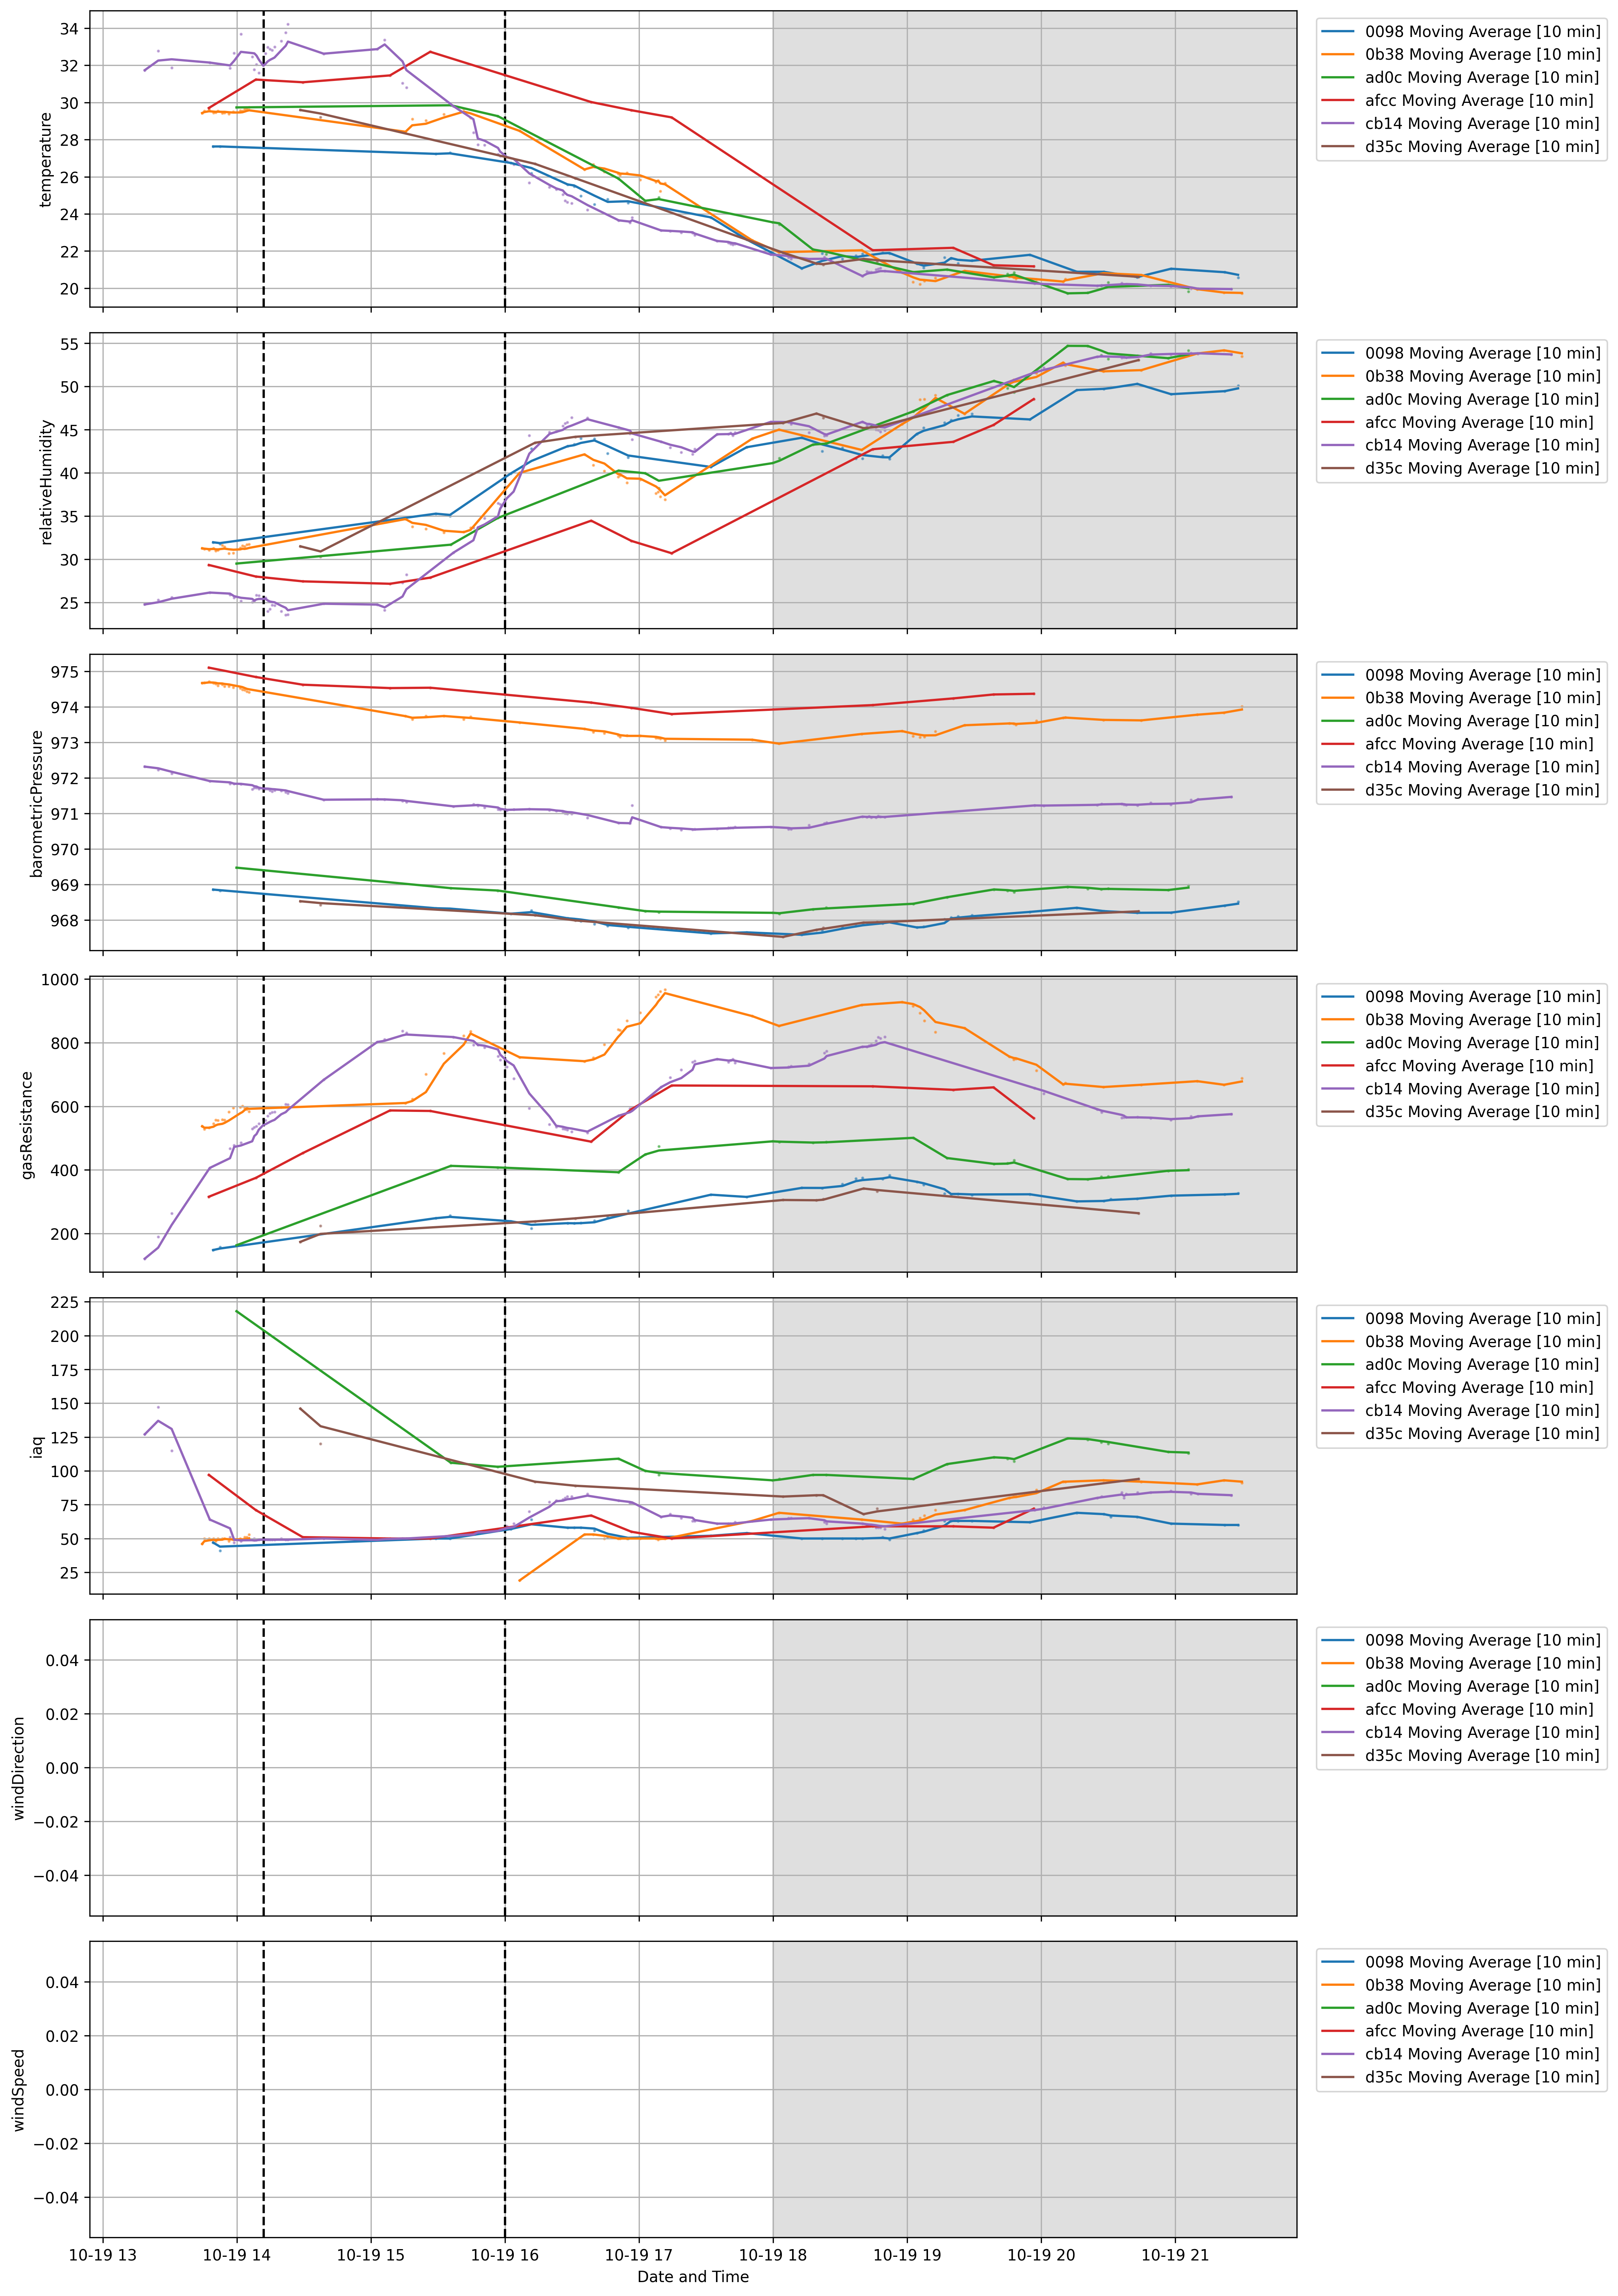 34
32
30
28
26
24
22
20
temperature
0098 Moving Average [10 min]
0b38 Moving Average [10 min]
ad0c Moving Average [10 min]
afcc Moving Average [10 min]
cb14 Moving Average [10 min]
d35c Moving Average [10 min]
55
50
45
40
35
30
25
relativeHumidity
0098 Moving Average [10 min]
0b38 Moving Average [10 min]
ad0c Moving Average [10 min]
afcc Moving Average [10 min]
cb14 Moving Average [10 min]
d35c Moving Average [10 min]
975
974
973
972
971
970
969
968
barometricPressure
0098 Moving Average [10 min]
0b38 Moving Average [10 min]
ad0c Moving Average [10 min]
afcc Moving Average [10 min]
cb14 Moving Average [10 min]
d35c Moving Average [10 min]
1000
800
600
400
200
gasResistance
0098 Moving Average [10 min]
0b38 Moving Average [10 min]
ad0c Moving Average [10 min]
afcc Moving Average [10 min]
cb14 Moving Average [10 min]
d35c Moving Average [10 min]
225
200
175
150
125
100
75
50
25
iaq
0098 Moving Average [10 min]
0b38 Moving Average [10 min]
ad0c Moving Average [10 min]
afcc Moving Average [10 min]
cb14 Moving Average [10 min]
d35c Moving Average [10 min]
0.04
0.02
0.00
−0.02
−0.04
windDirection
0098 Moving Average [10 min]
0b38 Moving Average [10 min]
ad0c Moving Average [10 min]
afcc Moving Average [10 min]
cb14 Moving Average [10 min]
d35c Moving Average [10 min]
0.04
0.02
0.00
−0.02
−0.04
windSpeed
0098 Moving Average [10 min]
0b38 Moving Average [10 min]
ad0c Moving Average [10 min]
afcc Moving Average [10 min]
cb14 Moving Average [10 min]
d35c Moving Average [10 min]
10-19 13 10-19 14 10-19 15 10-19 16 10-19 17 10-19 18 10-19 19 10-19 20 10-19 21
Date and Time